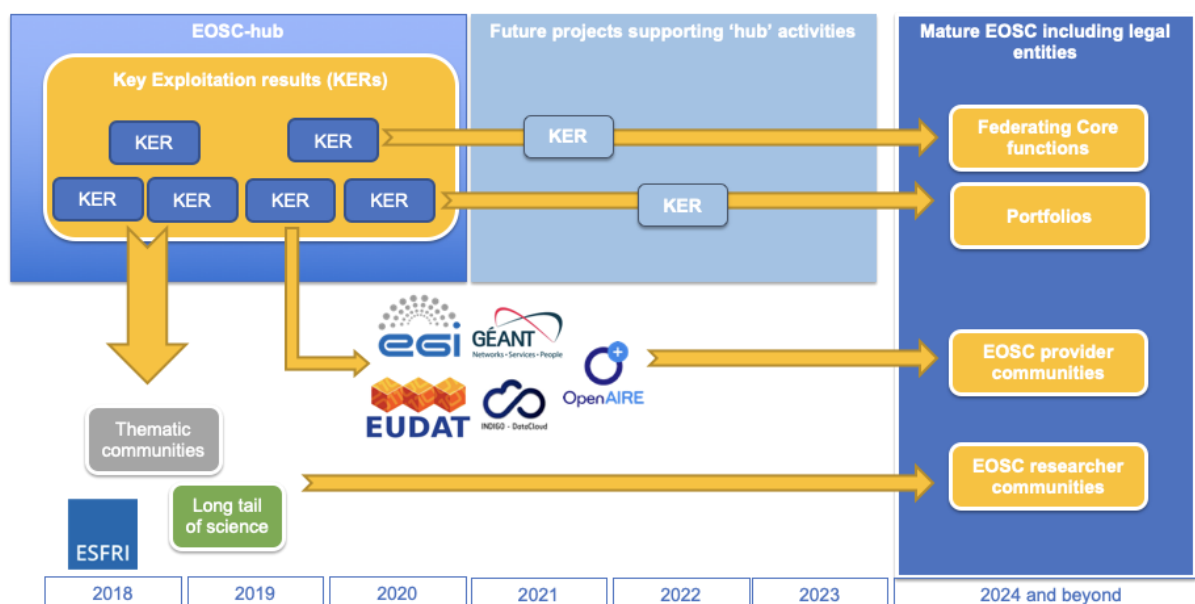 EOSC-hub
Future projects supporting ‘hub’ activities
Mature EOSC including legal
entities
Key Exploitation results (KERs)
KER
KER
KER
KER
KER
KER
KER
KER
Federating Core
functions
Portfolios
egi
GÉANT
Networks • Services • People
OpenAIRE
EUDAT
INDIGO - DataCloud
EOSC provider
communities
Thematic
communities
EOSC researcher
communities
Long tail
of science
ESFRI
2018
2019
2020
2021
2022
2023
2024 and beyond